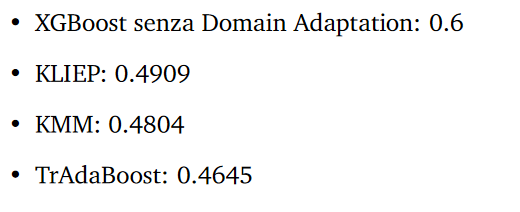 • XGBoost senza Domain Adaptation: 0.6
• KLIEP: 0.4909
• KMM: 0.4804
• TrAdaBoost: 0.4645